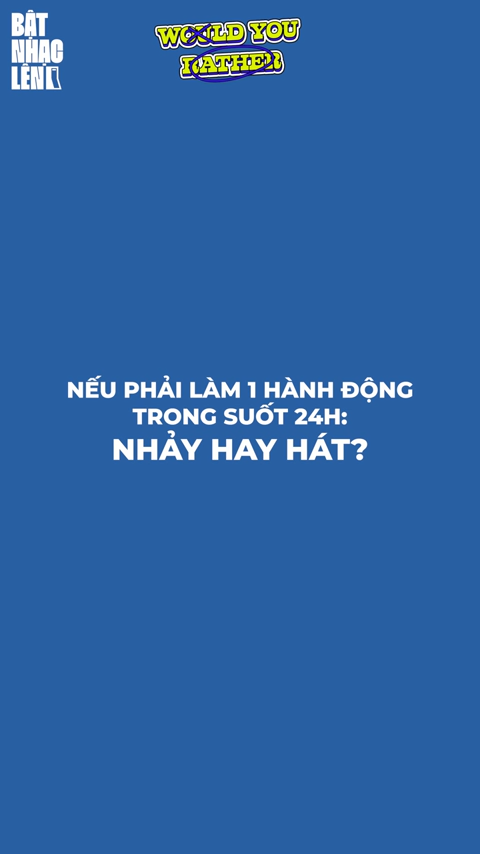 BẬT
NHẠC
LÊN
WOULD YOU
RATHER
NẾU PHẢI LÀM 1 HÀNH ĐỘNG
TRONG SUỐT 24H:
NHẢY HAY HÁT?